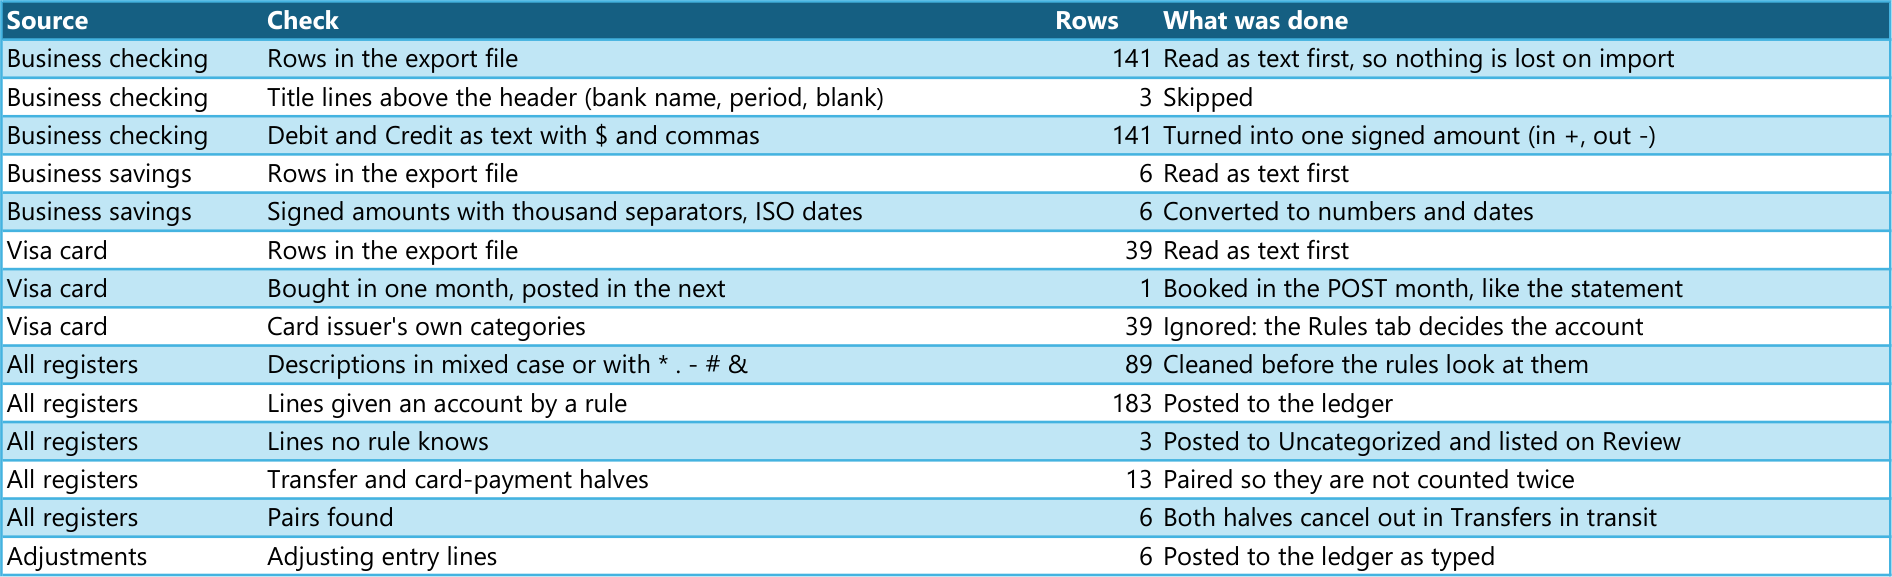 Source Check Rows What was done
Business checking Rows in the export file 141 Read as text first, so nothing is lost on import
Business checking Title lines above the header (bank name, period, blank) 3 Skipped
Business checking Debit and Credit as text with $ and commas 141 Turned into one signed amount (in +, out -)
Business savings Rows in the export file 6 Read as text first
Business savings Signed amounts with thousand separators, ISO dates 6 Converted to numbers and dates
Visa card Rows in the export file 39 Read as text first
Visa card Bought in one month, posted in the next 1 Booked in the POST month, like the statement
Visa card Card issuer's own categories 39 Ignored: the Rules tab decides the account
All registers Descriptions in mixed case or with * . - # & 89 Cleaned before the rules look at them
All registers Lines given an account by a rule 183 Posted to the ledger
All registers Lines no rule knows 3 Posted to Uncategorized and listed on Review
All registers Transfer and card-payment halves 13 Paired so they are not counted twice
All registers Pairs found 6 Both halves cancel out in Transfers in transit
Adjustments Adjusting entry lines 6 Posted to the ledger as typed